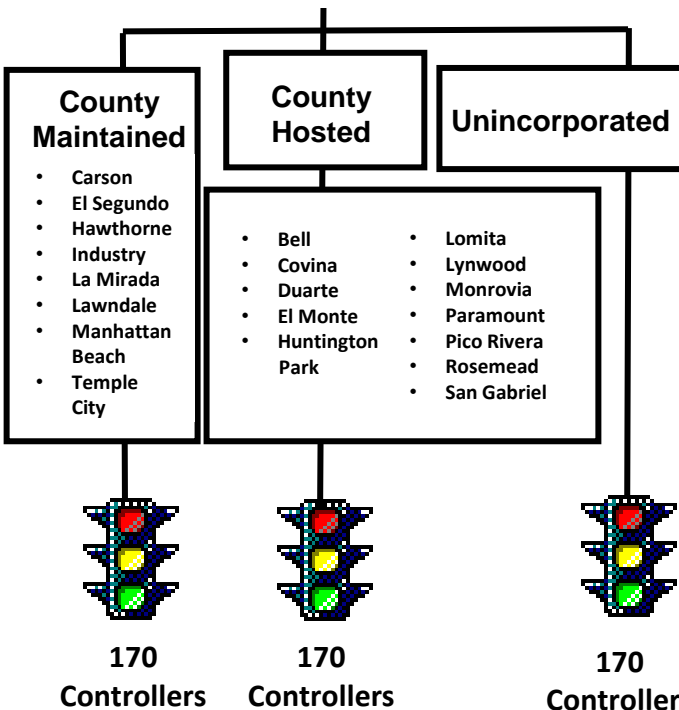 County
Maintained
• Carson
• El Segundo
• Hawthorne
• Industry
• La Mirada
• Lawndale
• Manhattan
Beach
• Temple
City
County
Hosted
• Bell
• Covina
• Duarte
• El Monte
• Huntington
Park
• Lomita
• Lynwood
• Monrovia
• Paramount
• Pico Rivera
• Rosemead
• San Gabriel
Unincorporated
170
Controllers
170
Controllers
170
Controller